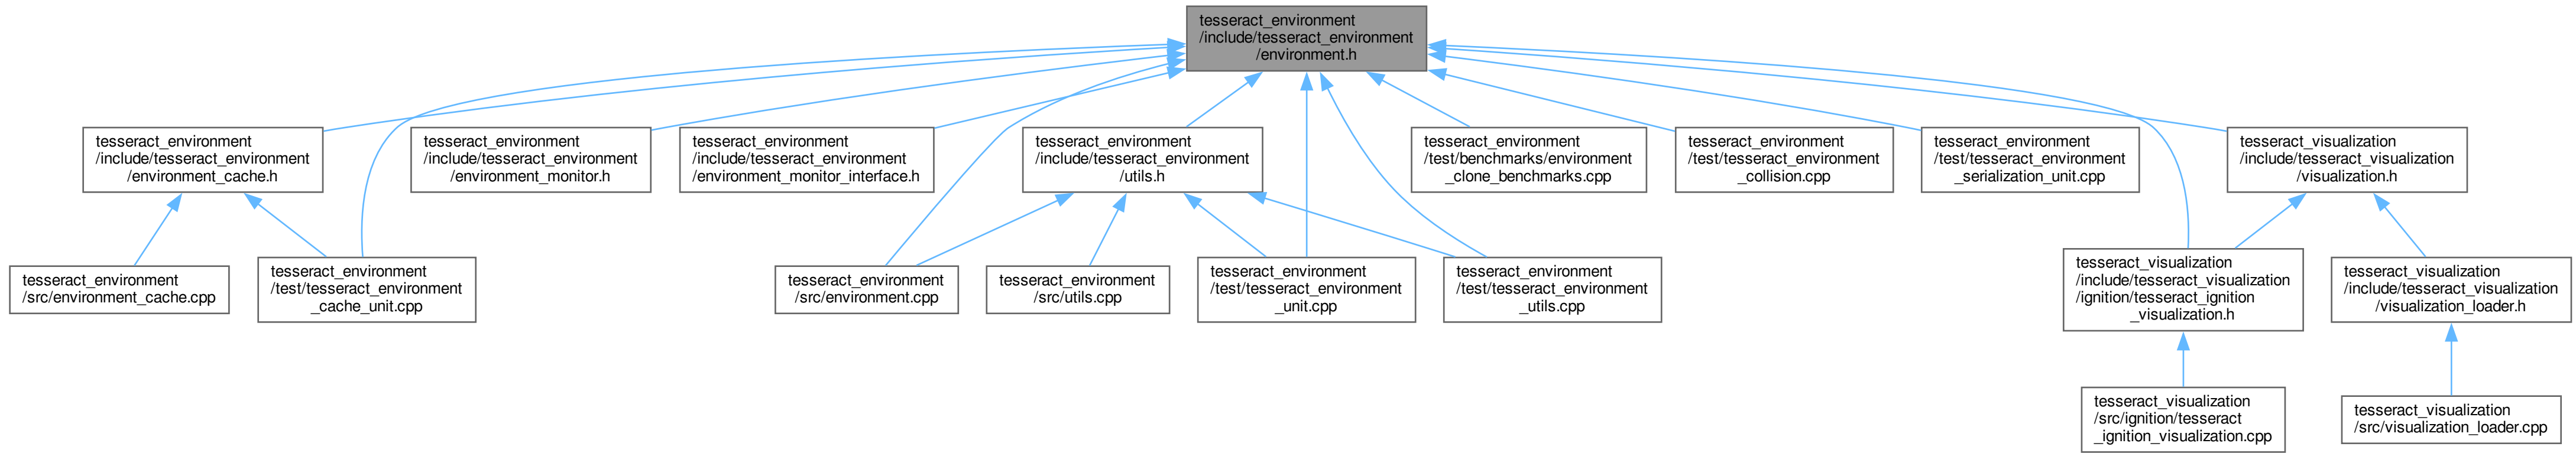 tesseract_environment
/include/tesseract_environment
/environment.h
tesseract_environment
/include/tesseract_environment
/environment_cache.h
tesseract_environment
/include/tesseract_environment
/environment_monitor.h
tesseract_environment
/include/tesseract_environment
/environment_monitor_interface.h
tesseract_environment
/include/tesseract_environment
/utils.h
tesseract_environment
/test/benchmarks/environment
_clone_benchmarks.cpp
tesseract_environment
/test/tesseract_environment
_collision.cpp
tesseract_environment
/test/tesseract_environment
_serialization_unit.cpp
tesseract_visualization
/include/tesseract_visualization
/visualization.h
tesseract_environment
/src/environment_cache.cpp
tesseract_environment
/test/tesseract_environment
_cache_unit.cpp
tesseract_environment
/src/environment.cpp
tesseract_environment
/src/utils.cpp
tesseract_environment
/test/tesseract_environment
_unit.cpp
tesseract_environment
/test/tesseract_environment
_utils.cpp
tesseract_visualization
/include/tesseract_visualization
/ignition/tesseract_ignition
_visualization.h
tesseract_visualization
/include/tesseract_visualization
/visualization_loader.h
tesseract_visualization
/src/ignition/tesseract
_ignition_visualization.cpp
tesseract_visualization
/src/visualization_loader.cpp